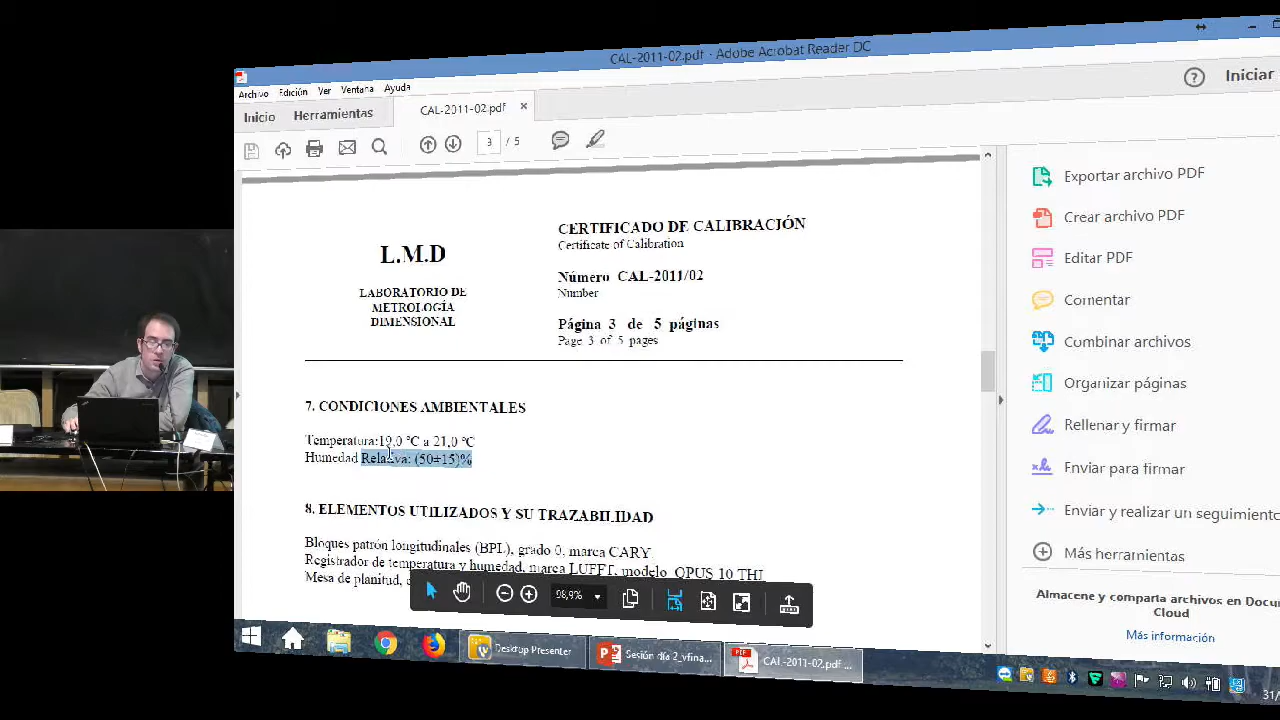 CAL-2011-02.pdf - Adobe Acrobat Reader DC
Archivo Edición Ver Ventana Ayuda
Inicio Herramientas CAL-2011-02.pdf × Iniciar
3 / 5
Exportar archivo PDF
Crear archivo PDF
Editar PDF
Comentar
Combinar archivos
Organizar páginas
Rellenar y firmar
Enviar para firmar
Enviar y realizar un seguimiento
Más herramientas
Almacene y comparta archivos en
Cloud
Más información
L.M.D
LABORATORIO DE
METROLOGÍA
DIMENSIONAL
CERTIFICADO DE CALIBRACIÓN
Certificate of Calibration
Número CAL-2011/02
Number
Página 3 de 5 páginas
Page 3 of 5 pages
7. CONDICIONES AMBIENTALES
Temperatura:19,0 °C a 21,0 °C
Humedad Relativa: (50±15)%
8. ELEMENTOS UTILIZADOS Y SU TRAZABILIDAD
Bloques patrón longitudinales (BPL), grado 0, marca CARY
Registrador de temperatura y humedad, marca LUFFT, modelo OPUS 10 THI
Mesa de planitud,
98,9%
Desktop Presenter
Sesión día 2_vfina...
CAL-2011-02.pdf ...
31/